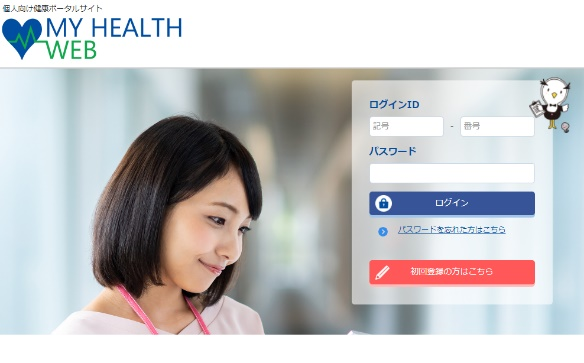 個人向け健康ポータルサイト
MY HEALTH
WEB
ログインID
記号 - 番号
パスワード
ログイン
パスワードを忘れた方はこちら
初回登録の方はこちら